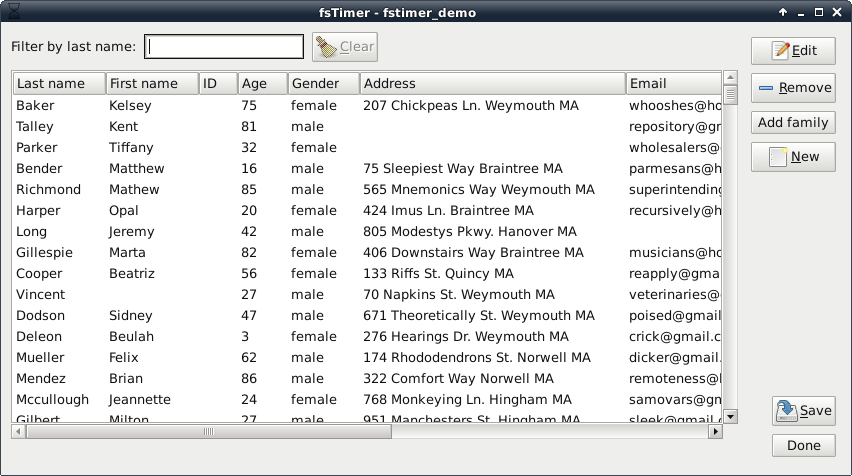 fsTimer - fstimer_demo
Filter by last name: Clear
Edit
Remove
Add family
New
Last name First name ID Age Gender Address Email
Baker Kelsey 75 female 207 Chickpeas Ln. Weymouth MA whooshes@ho
Talley Kent 81 male repository@gr
Parker Tiffany 32 female wholesalers@
Bender Matthew 16 male 75 Sleepiest Way Braintree MA parmesans@h
Richmond Mathew 85 male 565 Mnemonics Way Weymouth MA superintending
Harper Opal 20 female 424 Imus Ln. Braintree MA recursively@h
Long Jeremy 42 male 805 Modestys Pkwy. Hanover MA
Gillespie Marta 82 female 406 Downstairs Way Braintree MA musicians@ho
Cooper Beatriz 56 female 133 Riffs St. Quincy MA reapply@gma
Vincent 27 male 70 Napkins St. Weymouth MA veterinaries@
Dodson Sidney 47 male 671 Theoretically St. Weymouth MA poised@gmail
Deleon Beulah 3 female 276 Hearings Dr. Weymouth MA crick@gmail.c
Mueller Felix 62 male 174 Rhododendrons St. Norwell MA dicker@gmail.
Mendez Brian 86 male 322 Comfort Way Norwell MA remoteness@l
Mccullough Jeannette 24 female 768 Monkeying Ln. Hingham MA samovars@gr
Gilbert Milton 27 male 951 Manchesters St. Hingham MA sleek@gmail.c
Save
Done